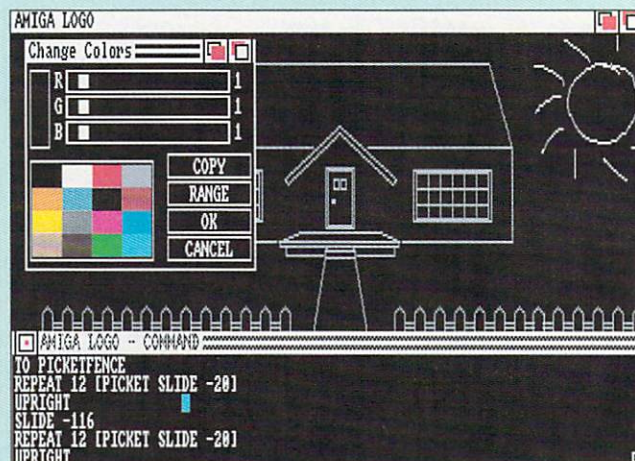 AMIGA LOGO
Change Colors
R 1
G 1
B 1
COPY
RANGE
OK
CANCEL
AMIGA LOGO - COMMAND
TO PICKETFENCE
REPEAT 12 [PICKET SLIDE -20]
UPRIGHT
SLIDE -116
REPEAT 12 [PICKET SLIDE -20]
UPRIGHT